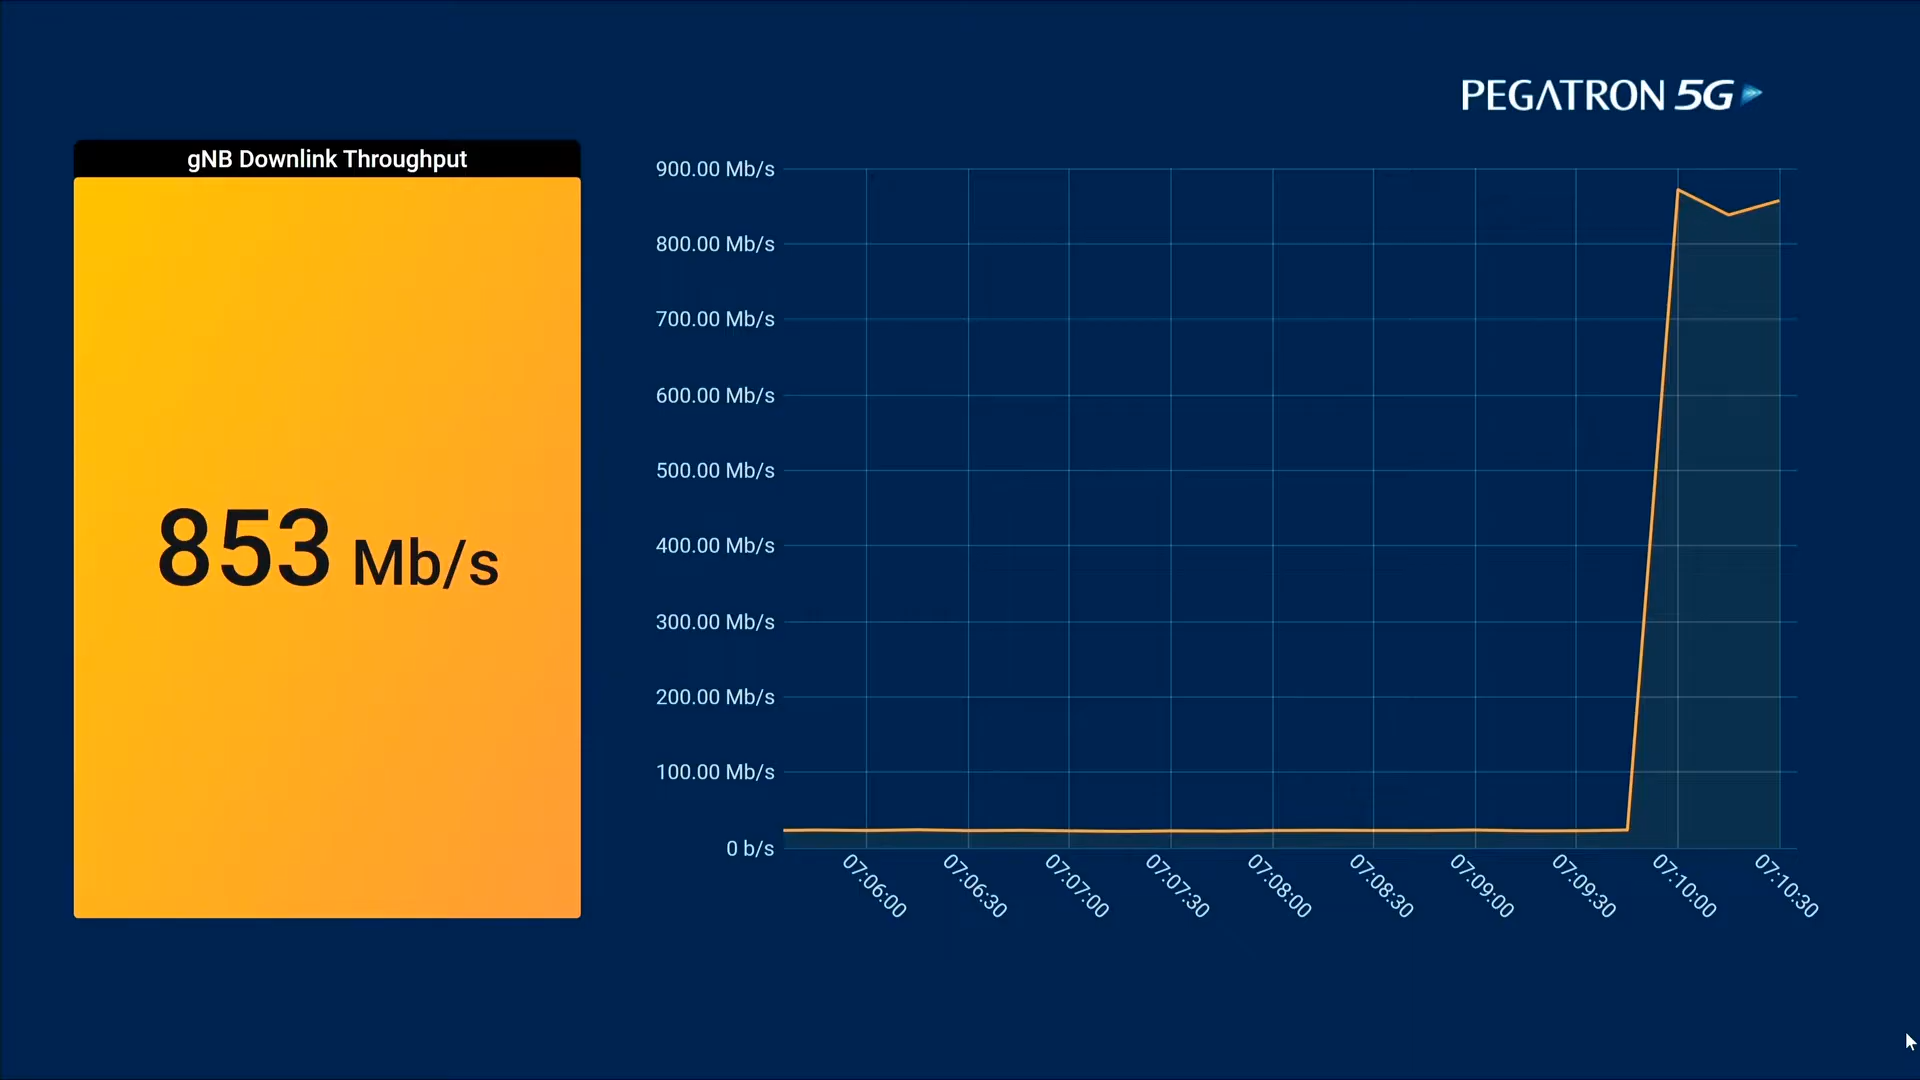 PEGATRON 5G
gNB Downlink Throughput
853 Mb/s
900.00 Mb/s
800.00 Mb/s
700.00 Mb/s
600.00 Mb/s
500.00 Mb/s
400.00 Mb/s
300.00 Mb/s
200.00 Mb/s
100.00 Mb/s
0 b/s
07:06:00
07:06:30
07:07:00
07:07:30
07:08:00
07:08:30
07:09:00
07:09:30
07:10:00
07:10:30